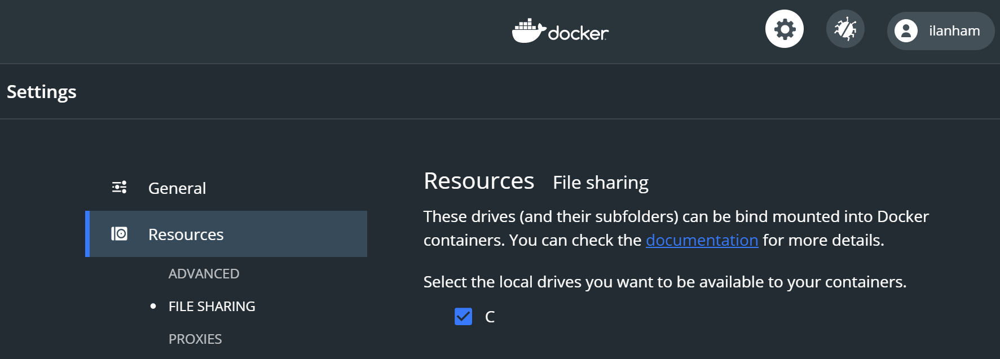 docker
ilanham
Settings
General
Resources
ADVANCED
FILE SHARING
PROXIES
Resources File sharing
These drives (and their subfolders) can be bind mounted into Docker
containers. You can check the documentation for more details.
Select the local drives you want to be available to your containers.
C